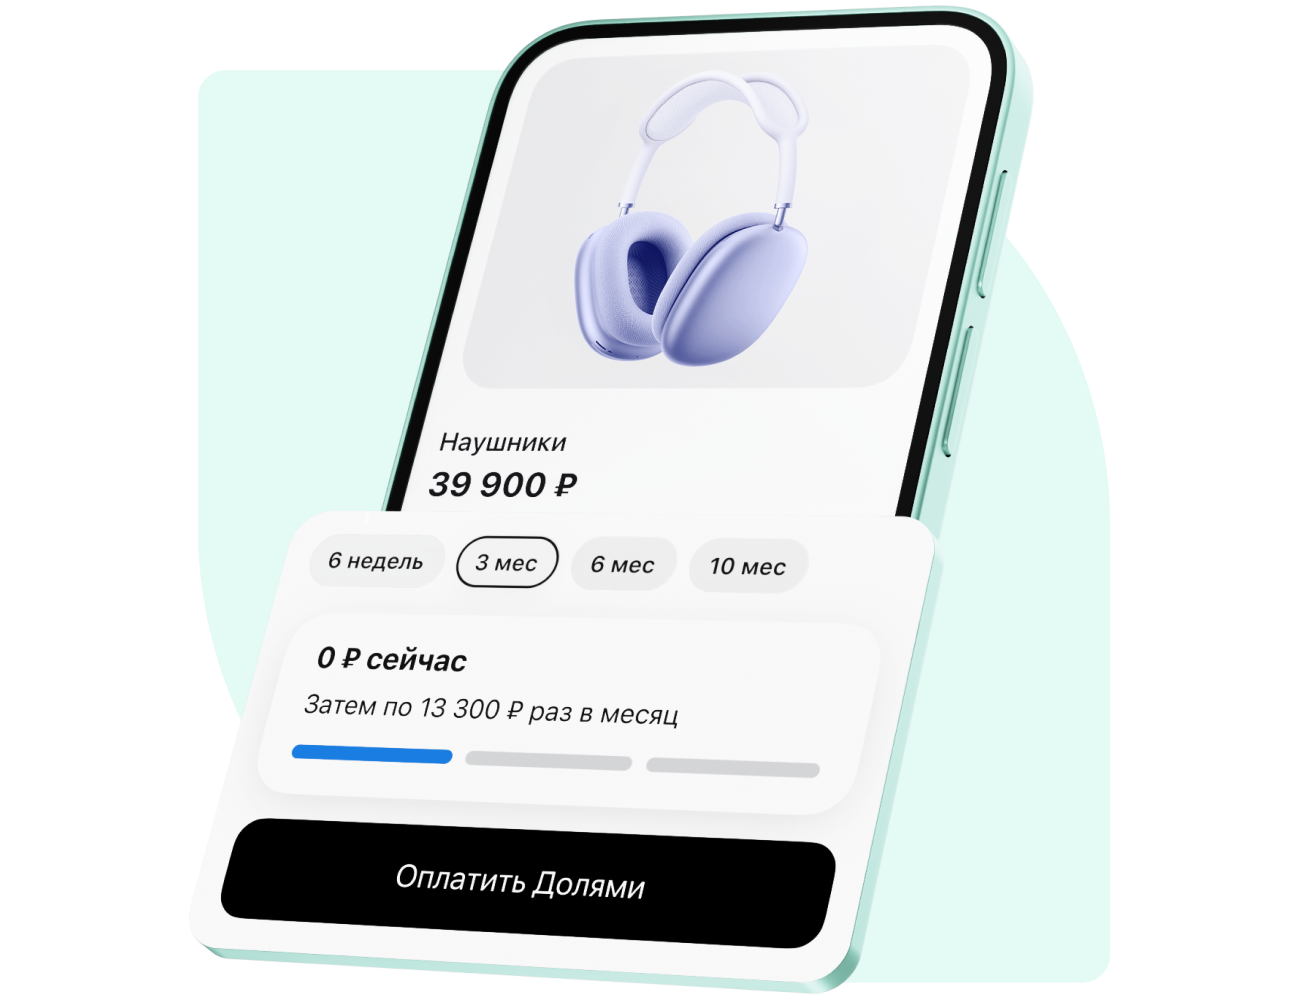 Наушники
39 900 ₽
6 недель 3 мес 6 мес 10 мес
0 ₽ сейчас
Затем по 13 300 ₽ раз в месяц
Оплатить Долями